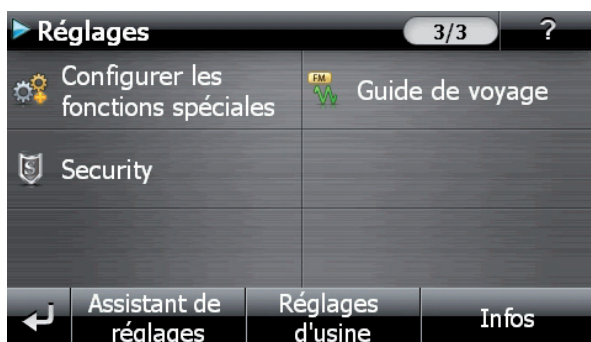 Réglages
3/3
?
Configurer les
fonctions spéciales
FM
Guide de voyage
S
Security
Assistant de
réglages
Réglages
d'usine
Infos